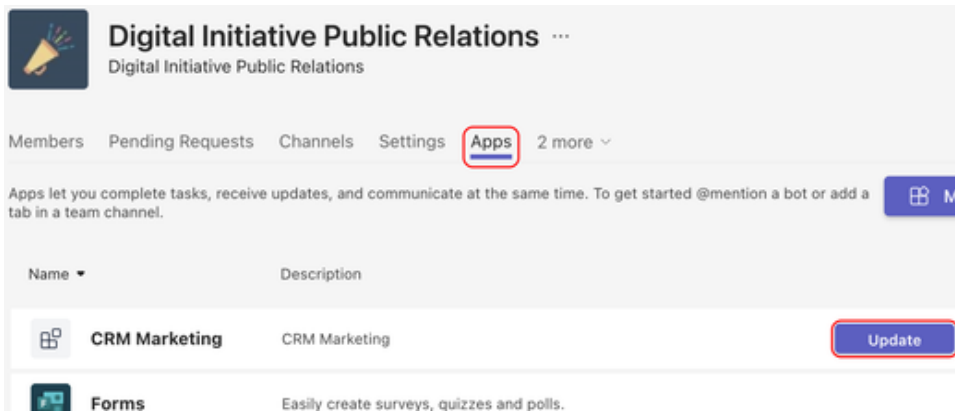 Digital Initiative Public Relations ...
Digital Initiative Public Relations
Members Pending Requests Channels Settings Apps 2 more
Apps let you complete tasks, receive updates, and communicate at the same time. To get started @mention a bot or add a
tab in a team channel.
Name Description
CRM Marketing CRM Marketing Update
Forms Easily create surveys, quizzes and polls.